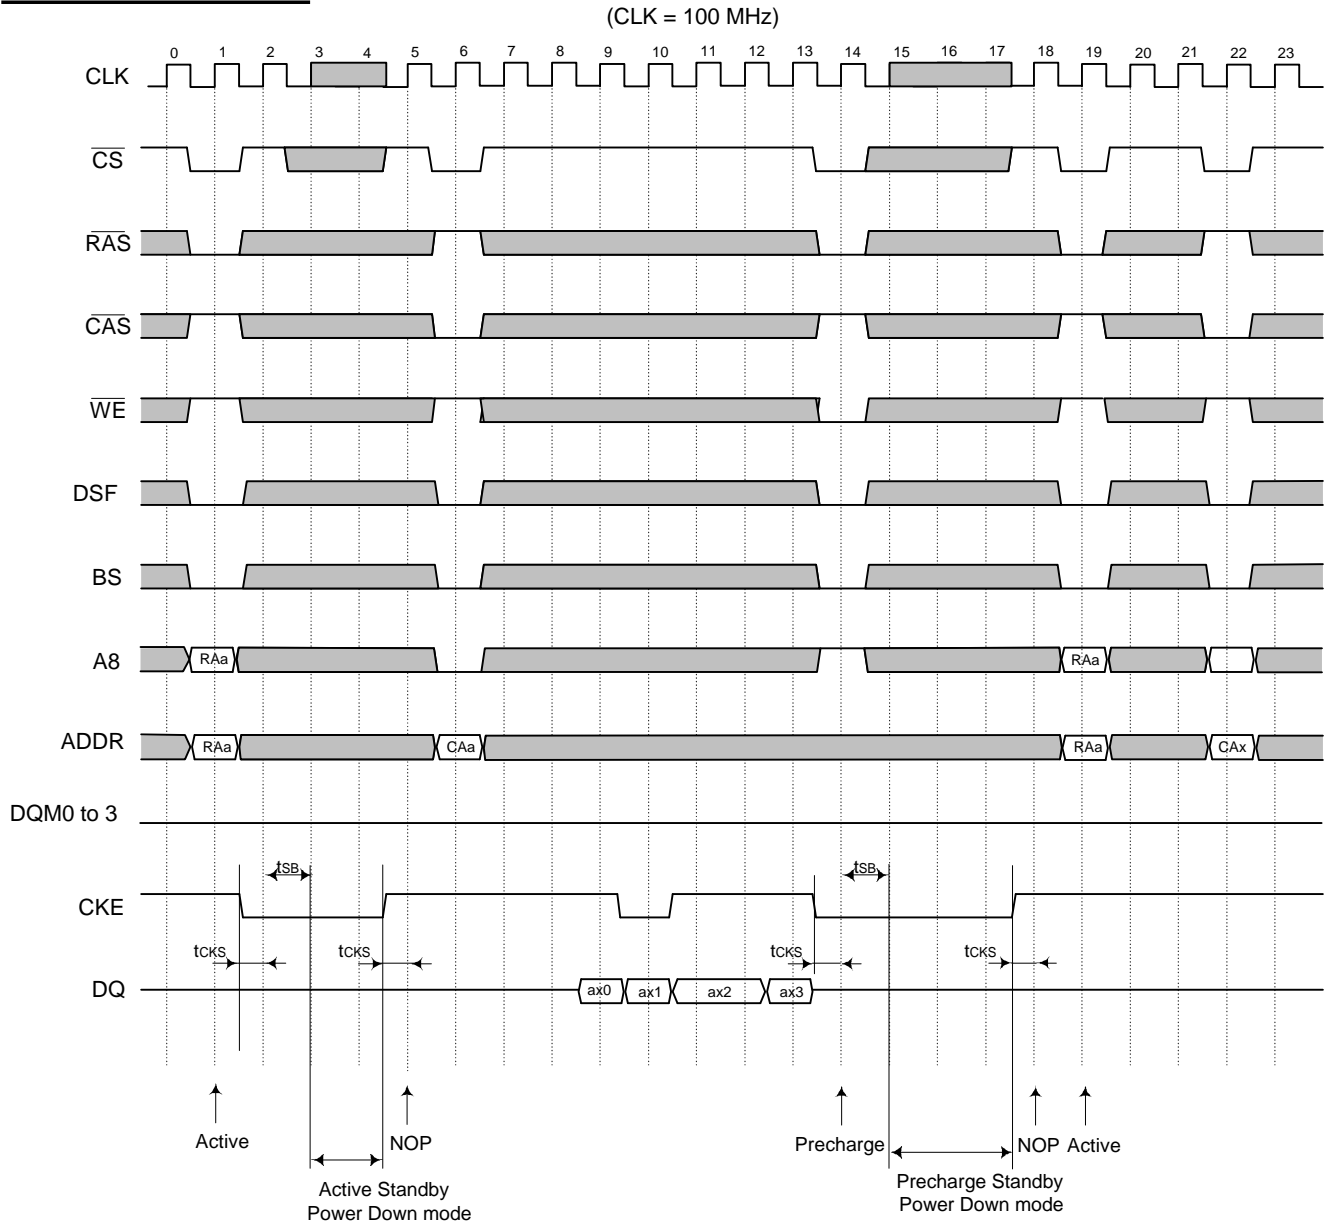 (CLK = 100 MHz)
0 1 2 3 4 5 6 7 8 9 10 11 12 13 14 15 16 17 18 19 20 21 22 23
CLK
CS
RAS
CAS
WE
DSF
BS
A8 RAa RAa
ADDR RAa CAa RAa CAx
DQM0 to 3
tSB tSB
CKE
tCKS tCKS tCKS tCKS
DQ ax0 ax1 ax2 ax3
Active NOP Precharge NOP Active
Active Standby
Power Down mode
Precharge Standby
Power Down mode